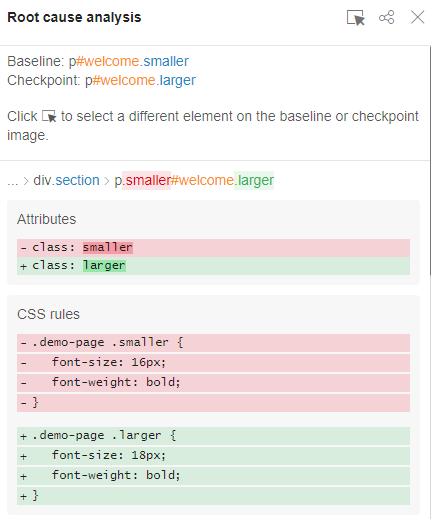 Root cause analysis
Baseline: p#welcome.smaller
Checkpoint: p#welcome.larger
Click to select a different element on the baseline or checkpoint
image.
... > div.section > p.smaller#welcome.larger
Attributes
- class: smaller
+ class: larger
CSS rules
- .demo-page .smaller {
-   font-size: 16px;
-   font-weight: bold;
- }
+ .demo-page .larger {
+   font-size: 18px;
+   font-weight: bold;
+ }